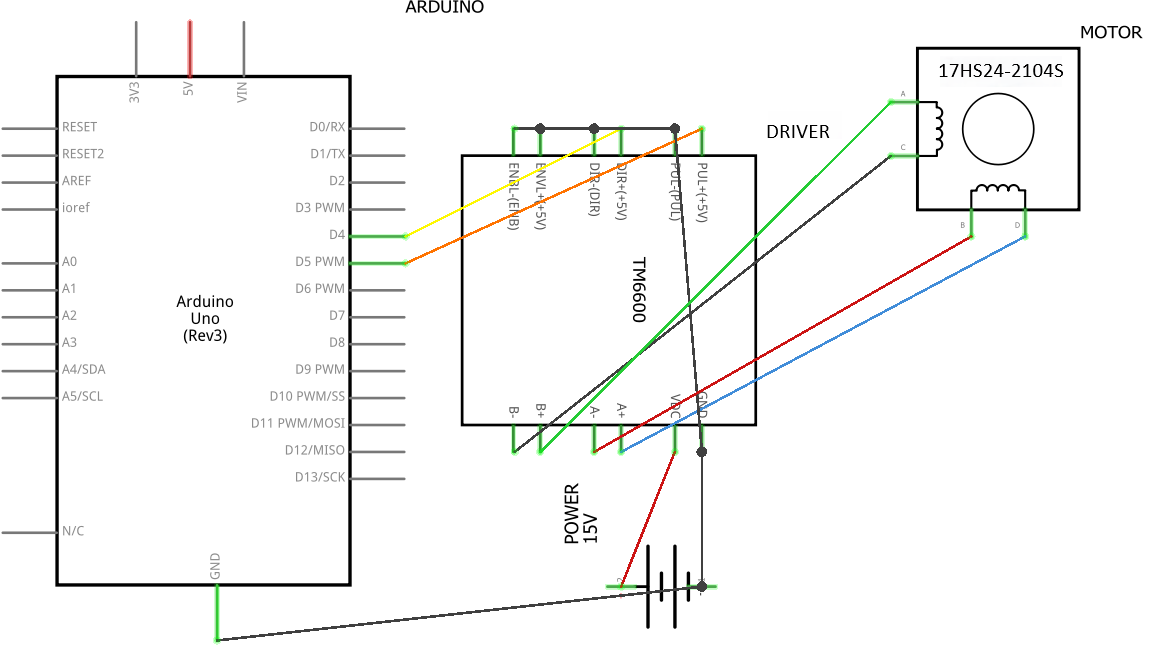 ARDUINO
MOTOR
3V3
5V
VIN
17HS24-2104S
A
C
B
D
DRIVER
RESET
RESET2
AREF
ioref
A0
A1
A2
A3
A4/SDA
A5/SCL
N/C
D0/RX
D1/TX
D2
D3 PWM
D4
D5 PWM
D6 PWM
D7
D8
D9 PWM
D10 PWM/SS
D11 PWM/MOSI
D12/MISO
D13/SCK
Arduino
Uno
(Rev3)
GND
ENBL-(ENB)
ENVL+(+5V)
DIR-(DIR)
DIR+(+5V)
PUL-(PUL)
PUL+(+5V)
TM6600
B-
B+
A-
A+
VDC
GND
POWER
15V